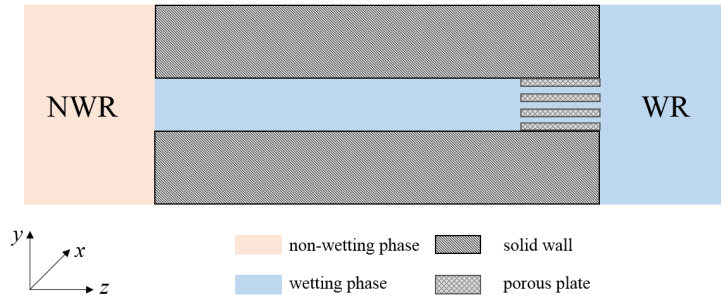 NWR
WR
y
x
z
non-wetting phase
solid wall
wetting phase
porous plate